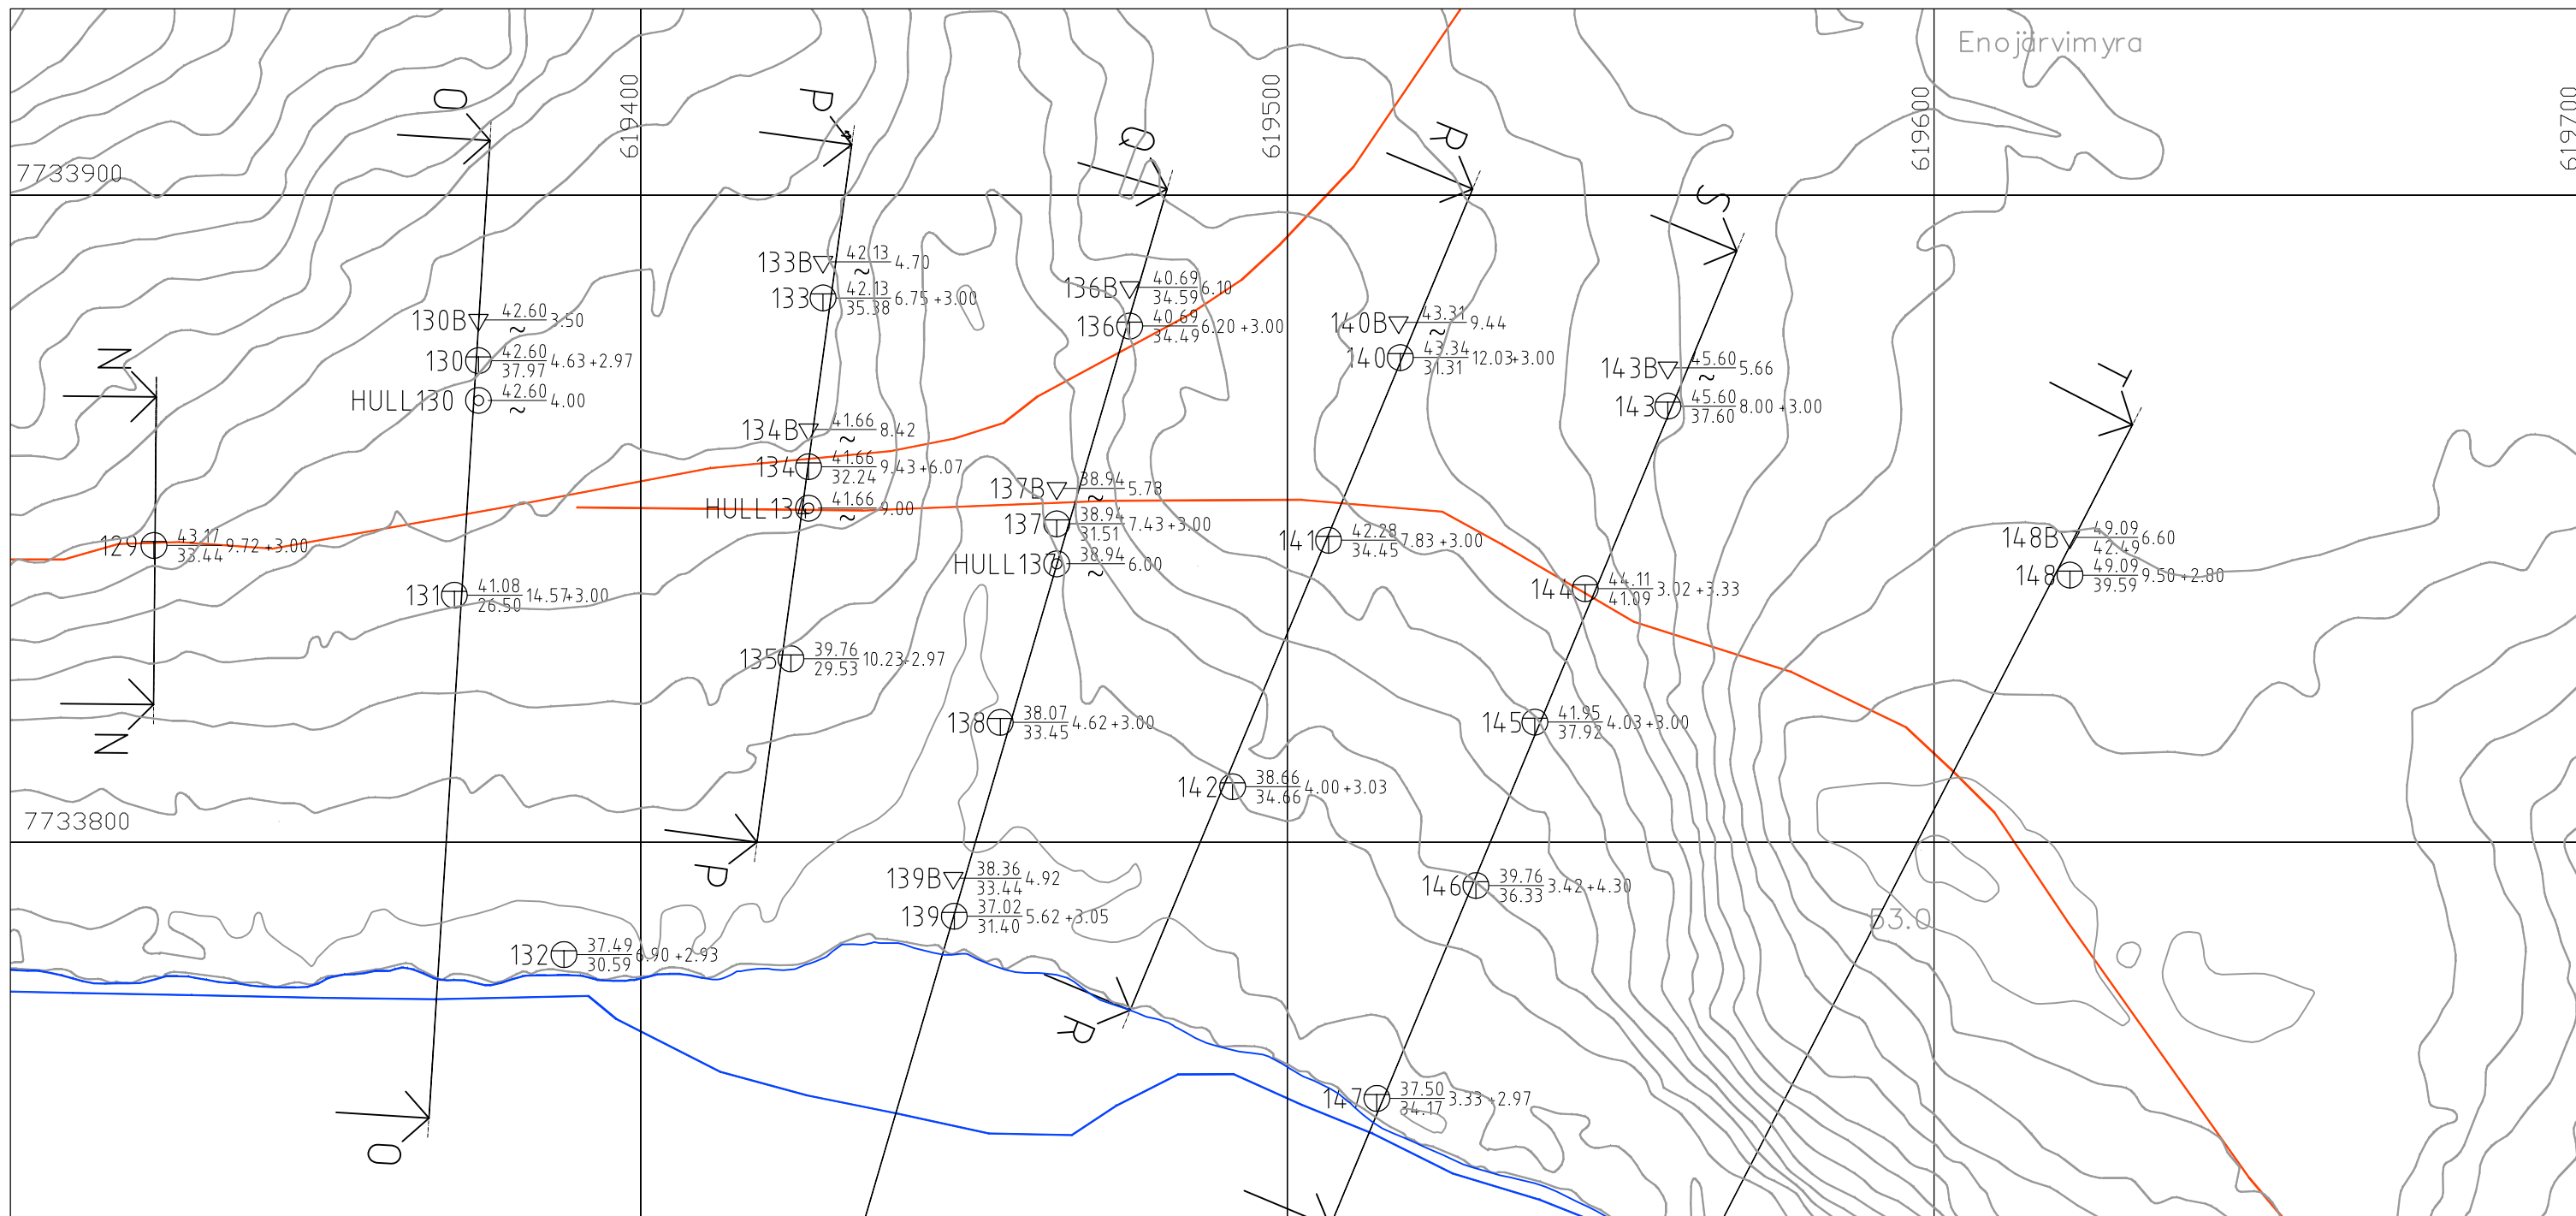 Enojärvimyra
619400
619500
619600
619700
7733900
7733800
O
P
Q
R
S
T
N
133B 42.13 ~ 4.70
133 42.13 35.38 6.75 +3.00
136B 40.69 34.59 6.10
136 40.69 34.49 6.20 +3.00
130B 42.60 ~ 3.50
130 42.60 37.97 4.63 +2.97
HULL130 42.60 ~ 4.00
140B 43.31 ~ 9.44
140 43.34 31.31 12.03+3.00
143B 45.60 ~ 5.66
143 45.60 37.60 8.00 +3.00
134B 41.66 ~ 8.42
134 41.66 32.24 9.43 +6.07
41.66 ~ 9.00
137B 38.94 ~ 5.78
137 38.94 31.51 7.43 +3.00
38.94 ~ 6.00
129 43.17 33.44 9.72 +3.00
131 41.08 26.50 14.57+3.00
141 42.28 34.45 7.83 +3.00
144 44.11 41.09 3.02 +3.33
148B 49.09 42.49 6.60
148 49.09 39.59 9.50 +2.80
135 39.76 29.53 10.23+2.97
138 38.07 33.45 4.62 +3.00
145 41.95 37.92 4.03 +3.00
142 38.66 34.66 4.00 +3.03
N
P
139B 38.36 33.44 4.92
139 37.02 31.40 5.62 +3.05
146 39.76 36.33 3.42 +4.30
53.0
132 37.49 30.59 6.90 +2.93
R
147 37.50 34.17 3.33 +2.97
O